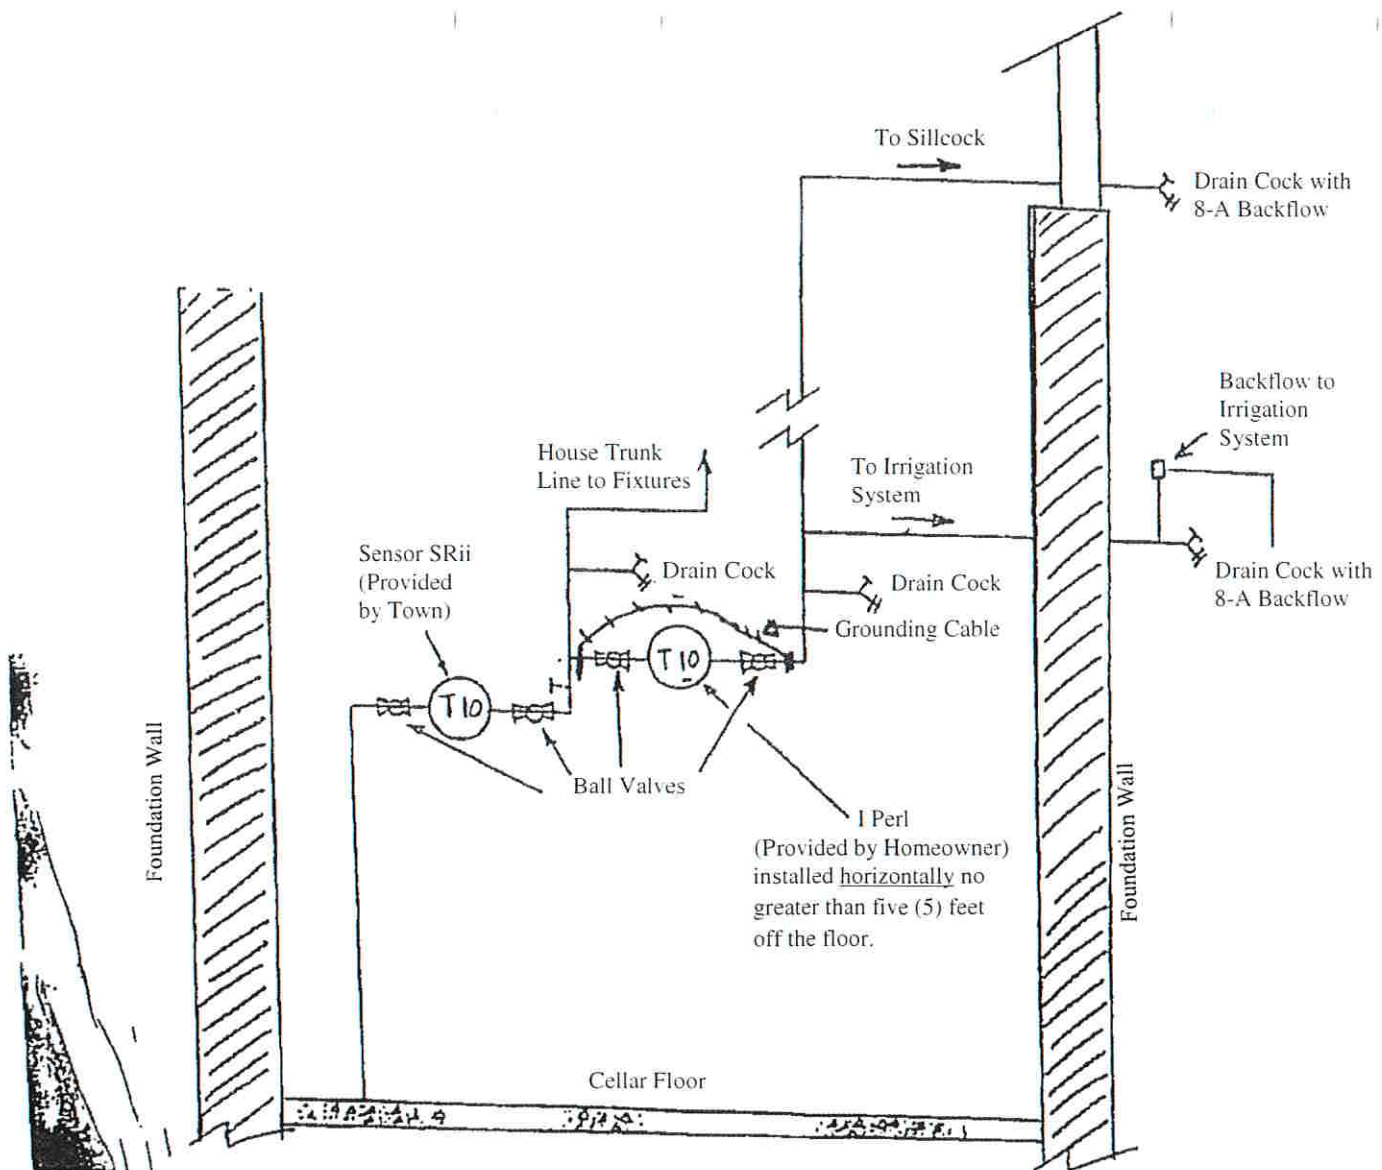 To Sillcock
Drain Cock with
8-A Backflow
Backflow to
Irrigation
System
House Trunk
Line to Fixtures
To Irrigation
System
Sensor SRii
(Provided
by Town)
Drain Cock
Drain Cock
Drain Cock with
8-A Backflow
Grounding Cable
T10
T10
Ball Valves
Foundation Wall
Foundation Wall
I Perl
(Provided by Homeowner)
installed horizontally no
greater than five (5) feet
off the floor.
Cellar Floor